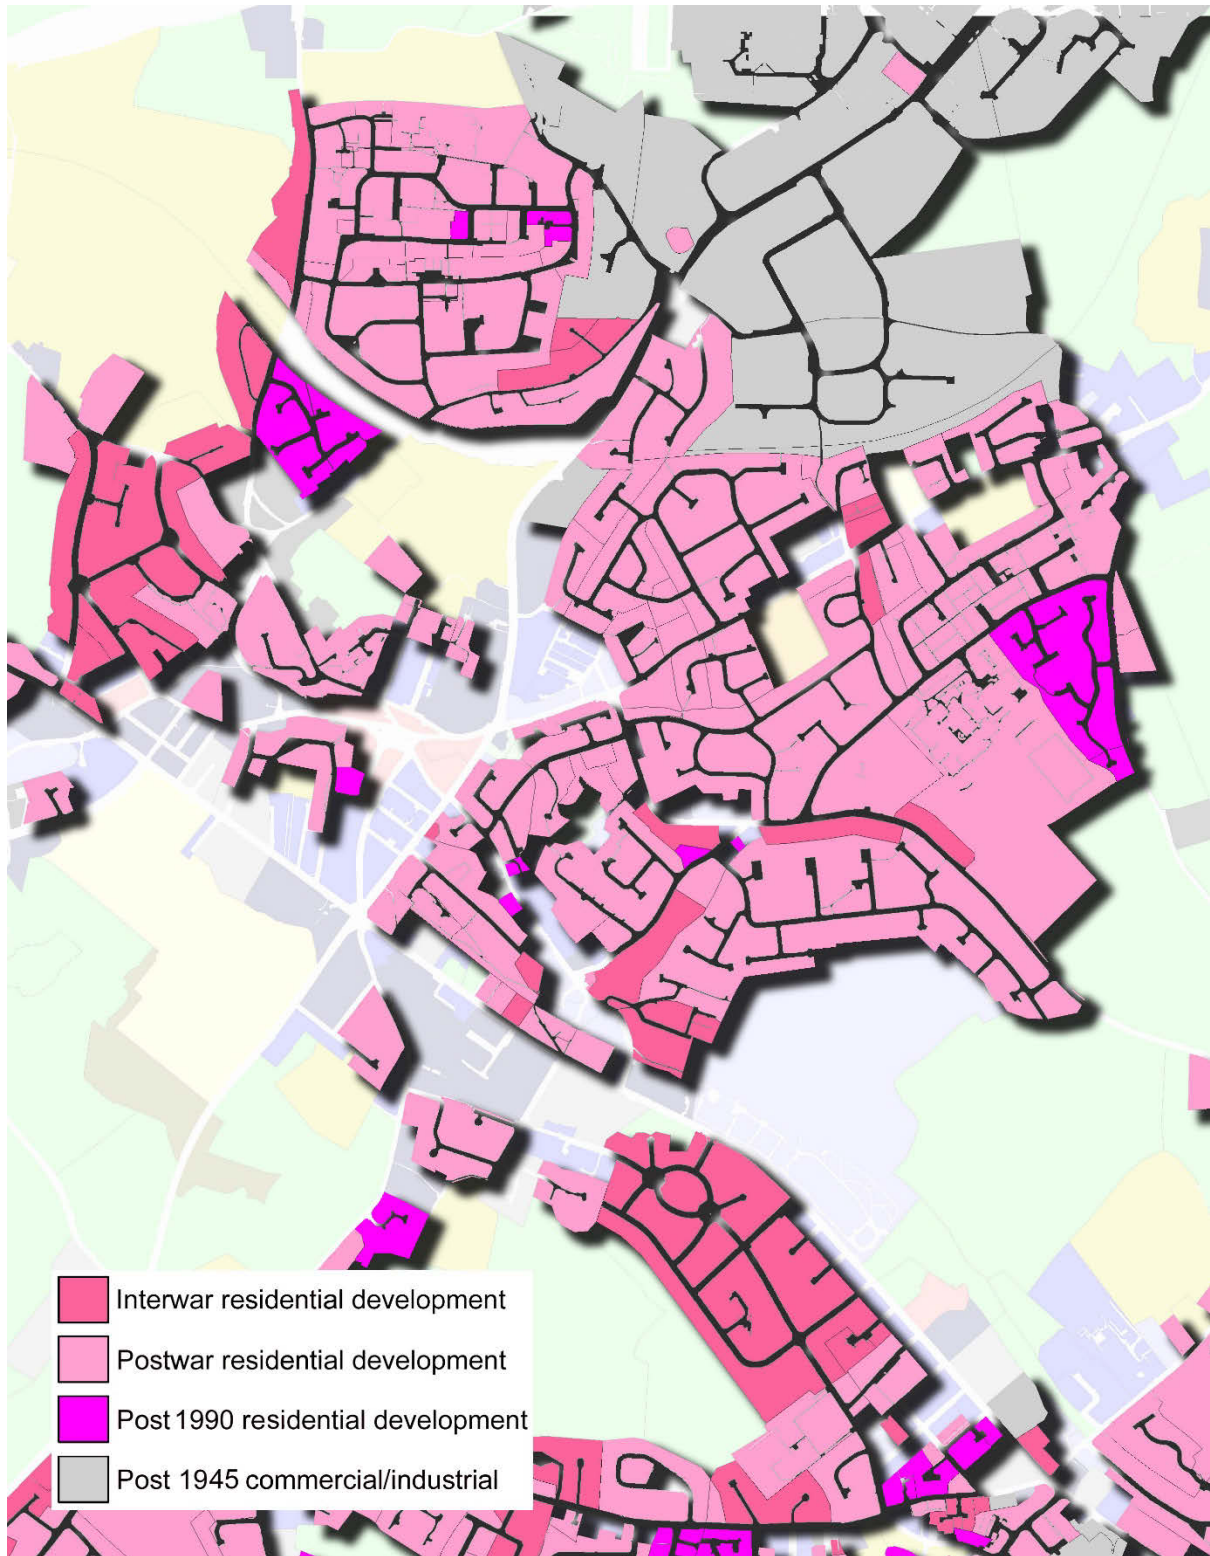 Interwar residential development
Postwar residential development
Post 1990 residential development
Post 1945 commercial/industrial